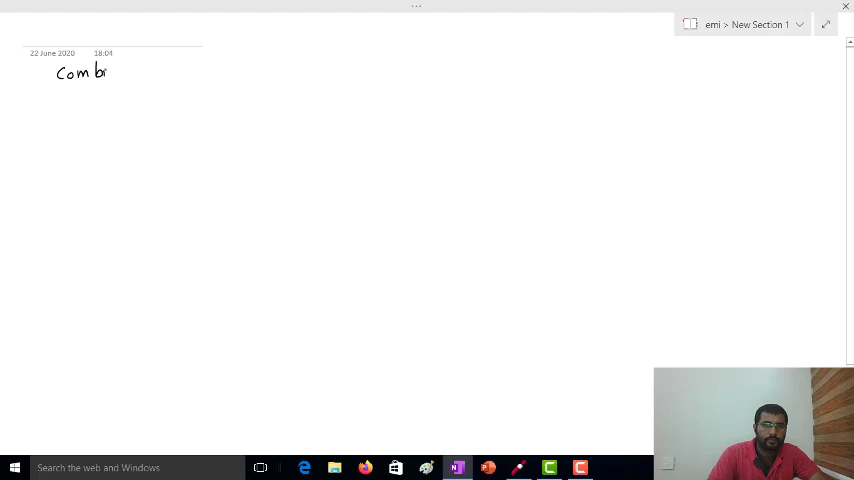 emi > New Section 1
22 June 2020 18:04
Combi
Search the web and Windows